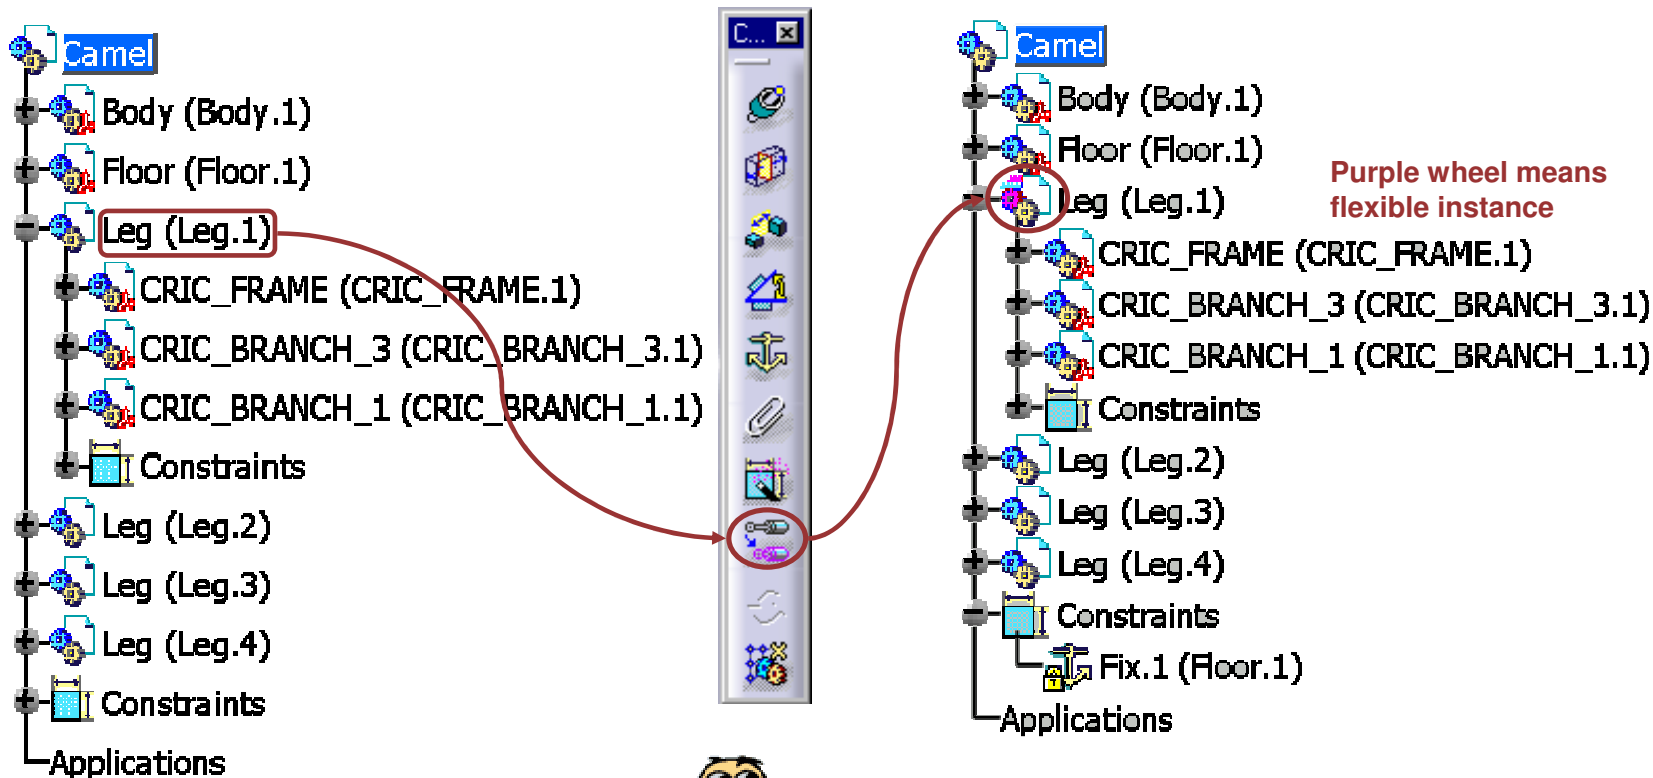 Camel
Body (Body.1)
Floor (Floor.1)
Leg (Leg.1)
CRIC_FRAME (CRIC_FRAME.1)
CRIC_BRANCH_3 (CRIC_BRANCH_3.1)
CRIC_BRANCH_1 (CRIC_BRANCH_1.1)
Constraints
Leg (Leg.2)
Leg (Leg.3)
Leg (Leg.4)
Constraints
Applications
C...
Camel
Body (Body.1)
Floor (Floor.1)
Leg (Leg.1)
CRIC_FRAME (CRIC_FRAME.1)
CRIC_BRANCH_3 (CRIC_BRANCH_3.1)
CRIC_BRANCH_1 (CRIC_BRANCH_1.1)
Constraints
Leg (Leg.2)
Leg (Leg.3)
Leg (Leg.4)
Constraints
Fix.1 (Floor.1)
Applications
Purple wheel means
flexible instance